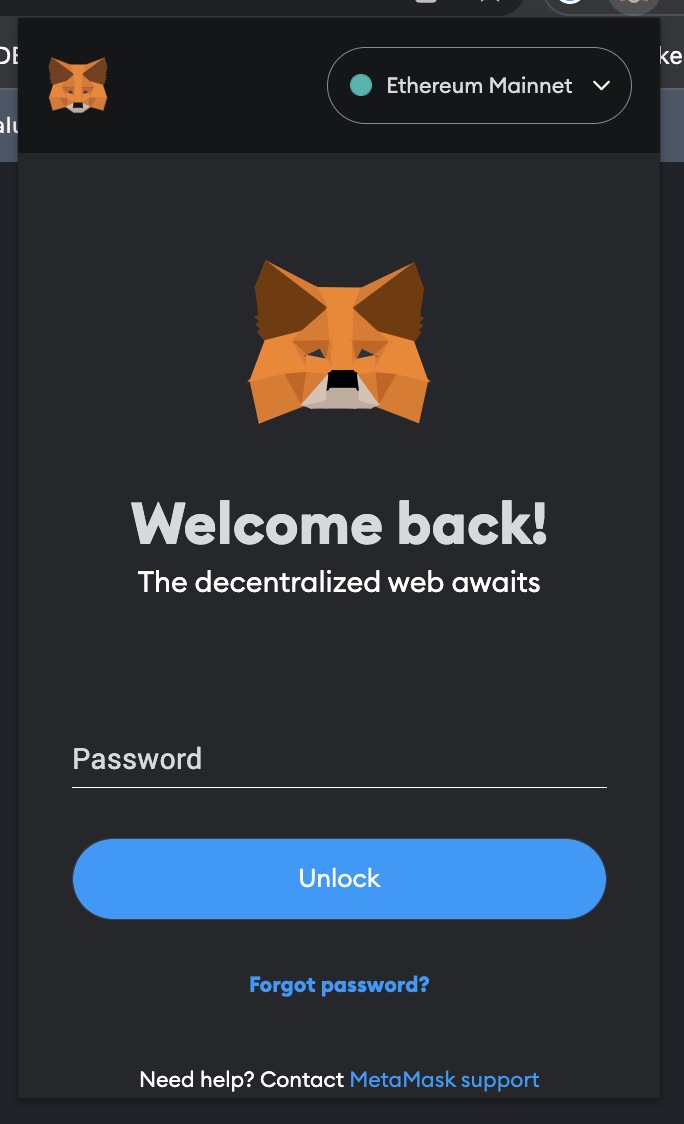 Ethereum Mainnet
Welcome back!
The decentralized web awaits
Password
Unlock
Forgot password?
Need help? Contact MetaMask support